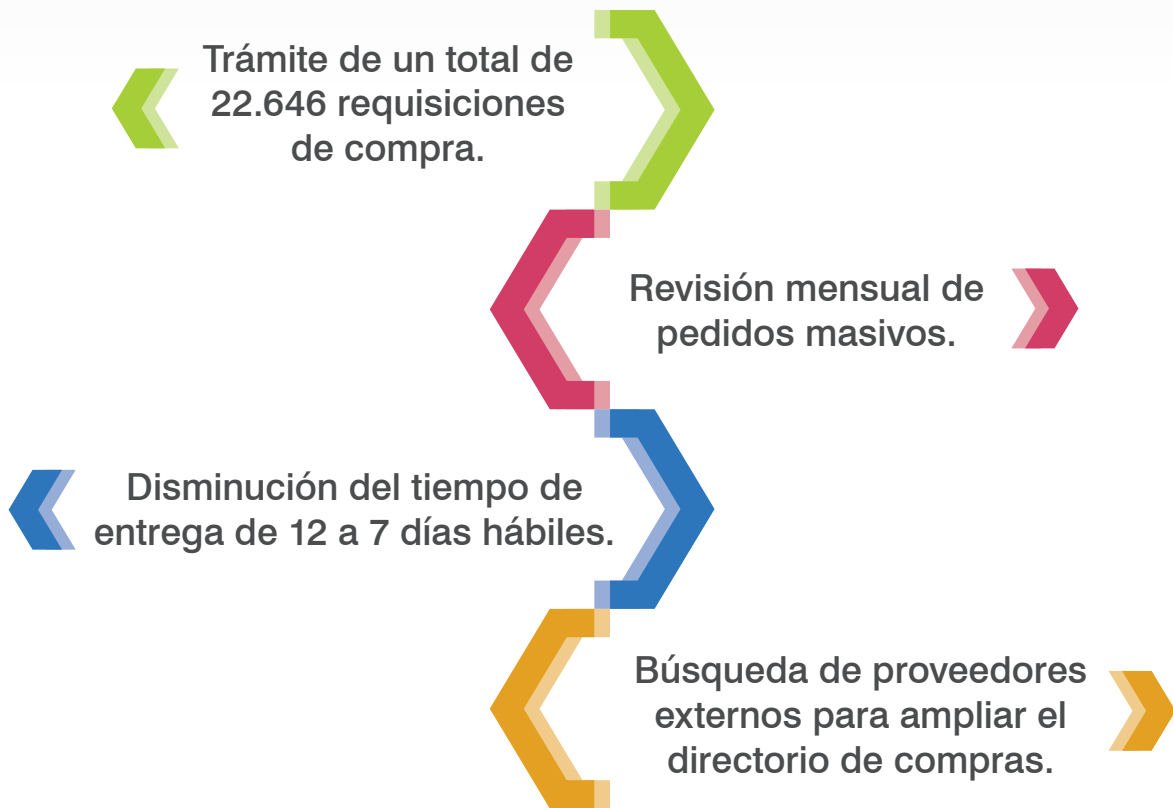 Trámite de un total de
22.646 requisiciones
de compra.
Revisión mensual de
pedidos masivos.
Disminución del tiempo de
entrega de 12 a 7 días hábiles.
Búsqueda de proveedores
externos para ampliar el
directorio de compras.